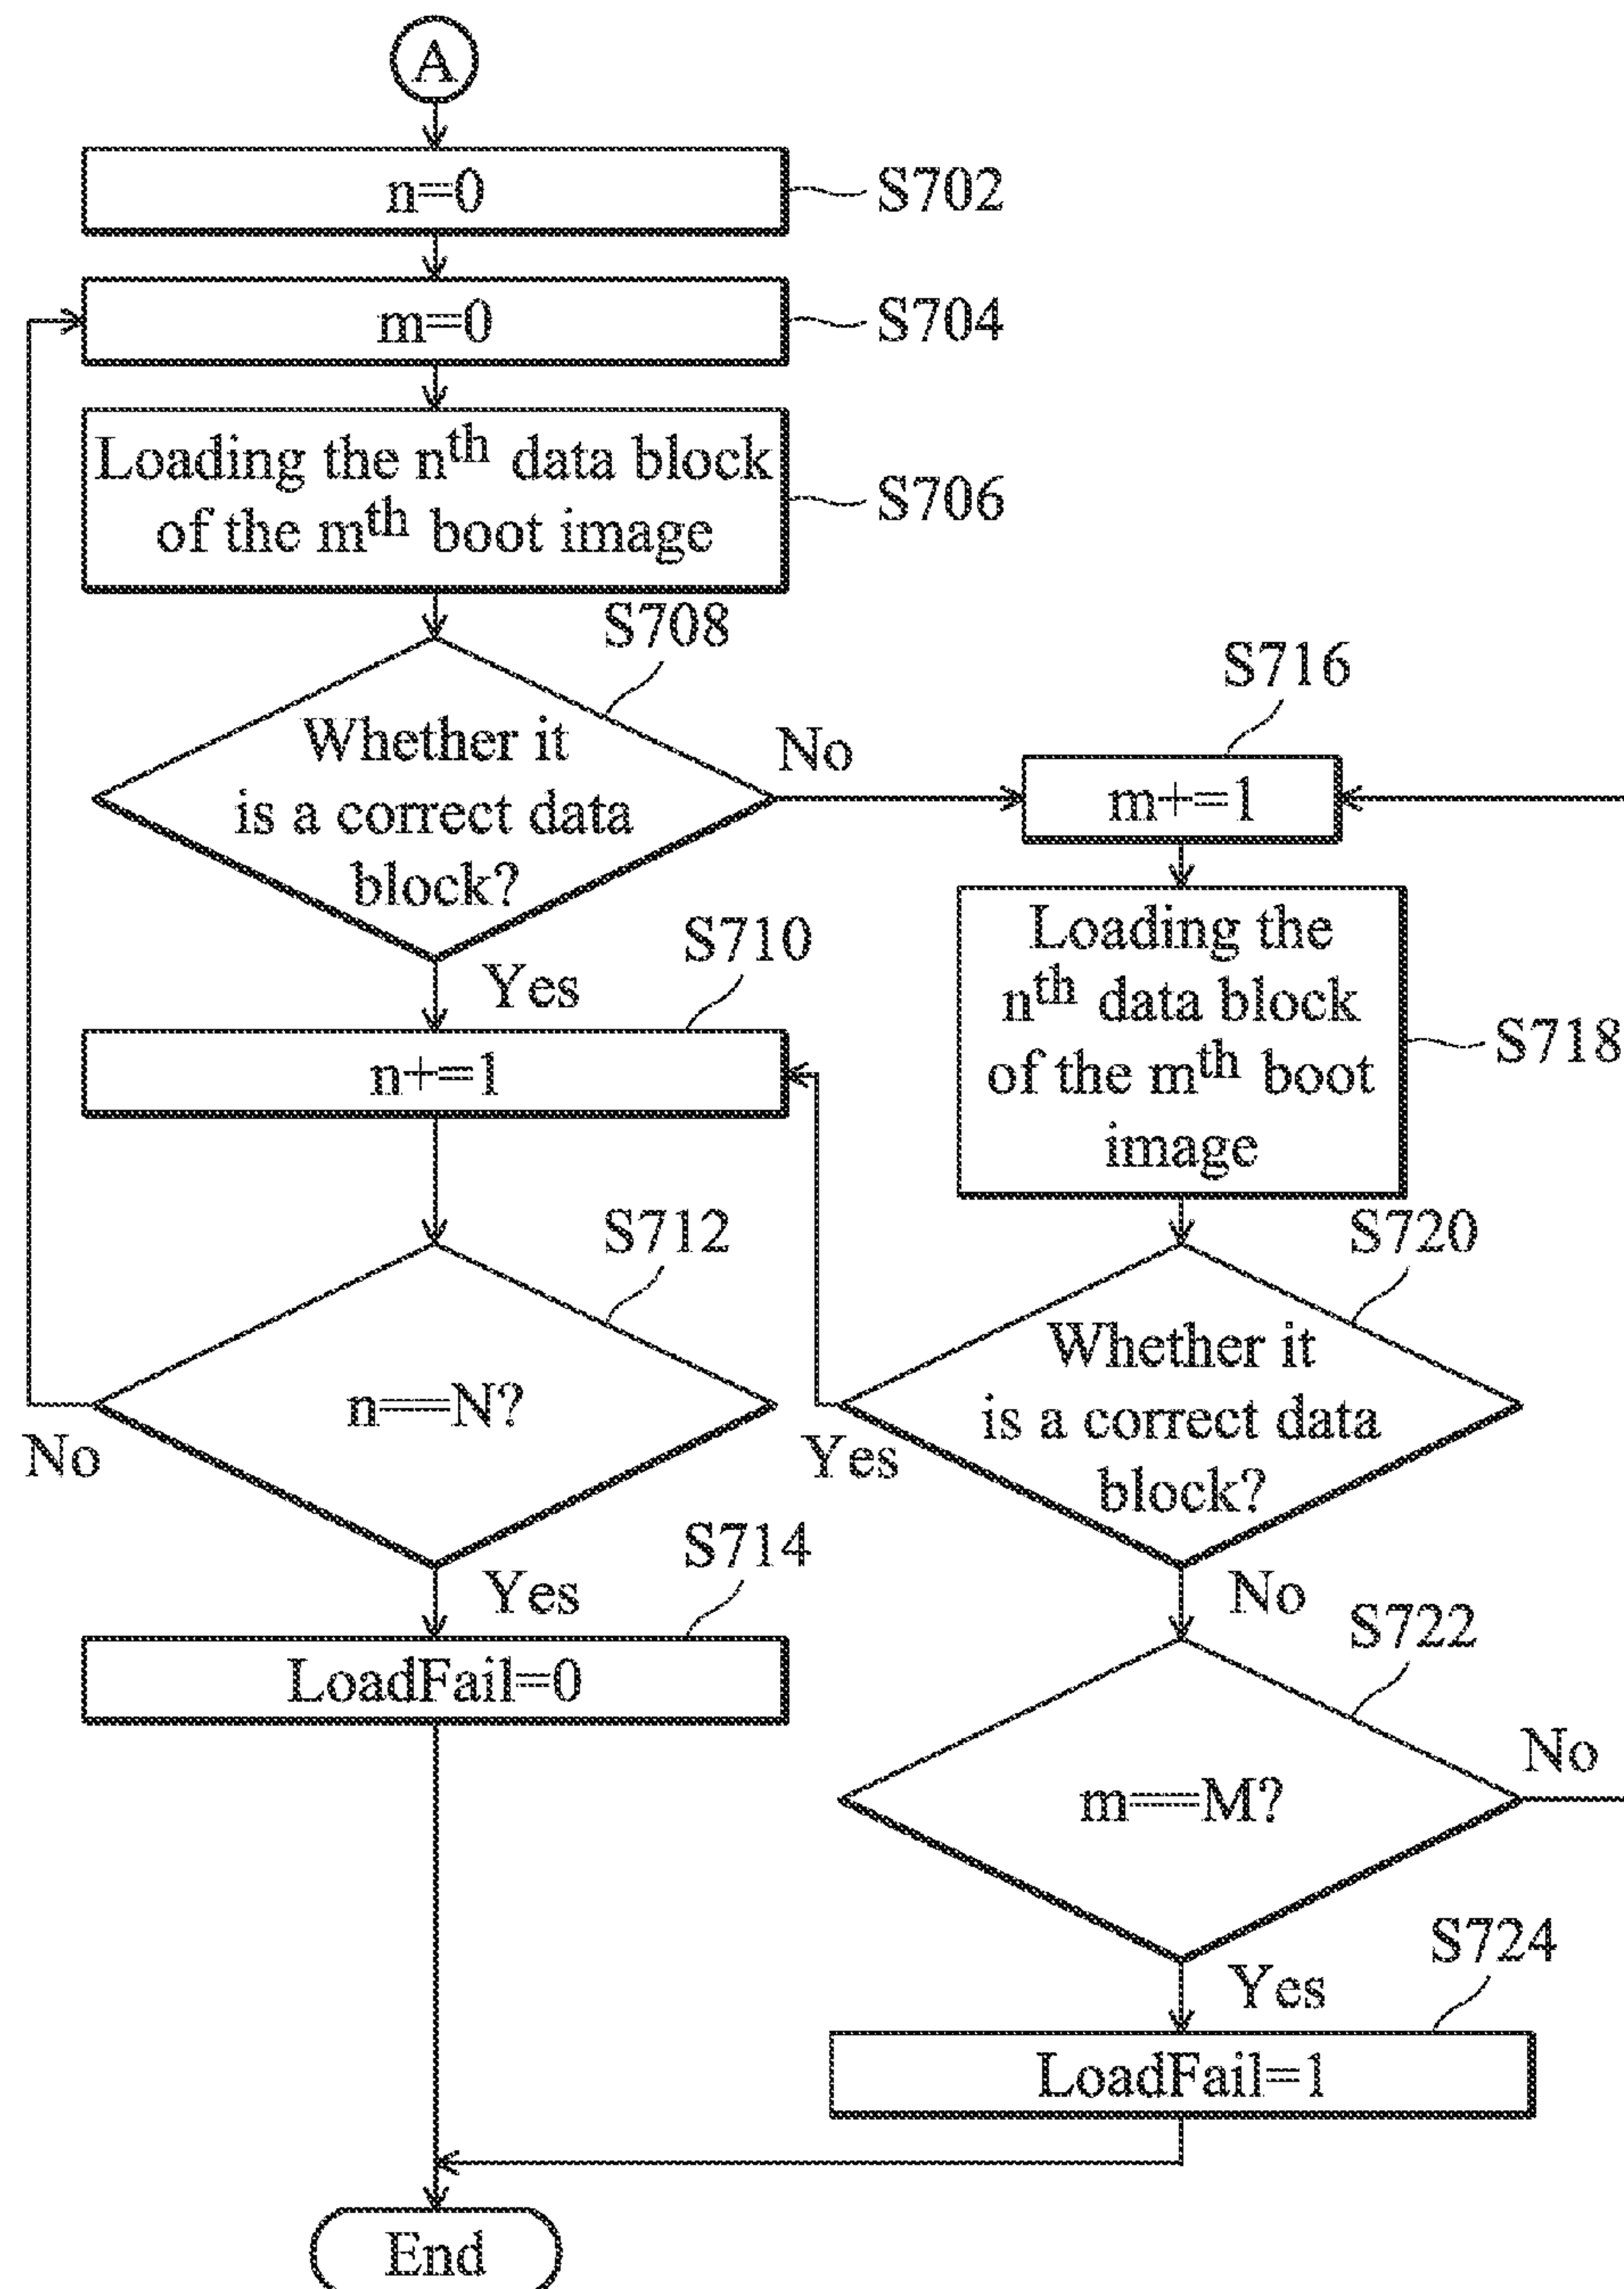 A
n=0
S702
m=0
S704
Loading the nth data block
of the mth boot image
S706
S708
Whether it
is a correct data
block?
No
Yes
S710
n+=1
S712
n==N?
No
Yes
S714
LoadFail=0
S716
m+=1
Loading the
nth data block
of the mth boot
image
S718
S720
Whether it
is a correct data
block?
Yes
No
S722
m==M?
No
Yes
S724
LoadFail=1
End